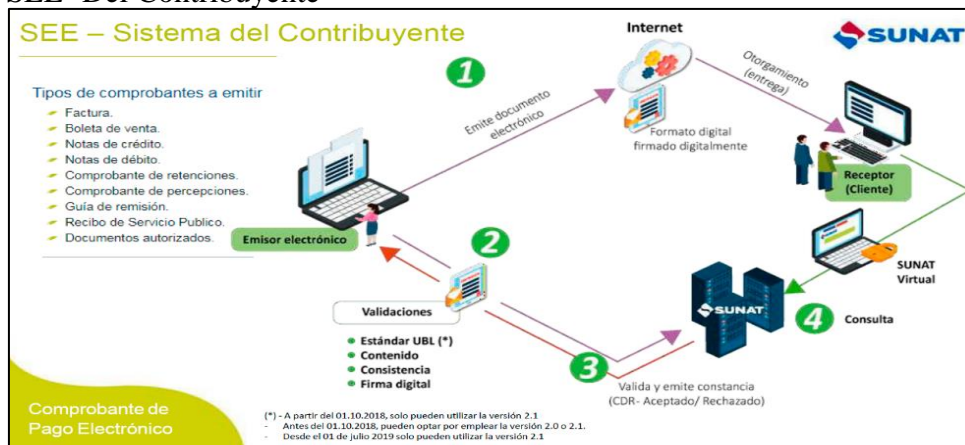 SEE- Del Contribuyente
SEE – Sistema del Contribuyente
Internet
SUNAT
1
Tipos de comprobantes a emitir
Factura.
Boleta de venta.
Notas de crédito.
Notas de débito.
Comprobante de retenciones.
Comprobante de percepciones.
Guía de remisión.
Recibo de Servicio Publico.
Documentos autorizados.
Emite documento
electrónico
Otorgamiento
(entrega)
Formato digital
firmado digitalmente
Receptor
(Cliente)
Emisor electrónico
2
SUNAT
Virtual
Validaciones
Estándar UBL (*)
Contenido
Consistencia
Firma digital
SUNAT
4
Consulta
3
Valida y emite constancia
(CDR- Aceptado/ Rechazado)
Comprobante de
Pago Electrónico
(*) - A partir del 01.10.2018, solo pueden utilizar la versión 2.1
- Antes del 01.10.2018, pueden optar por emplear la versión 2.0 o 2.1.
- Desde el 01 de julio 2019 solo pueden utilizar la versión 2.1